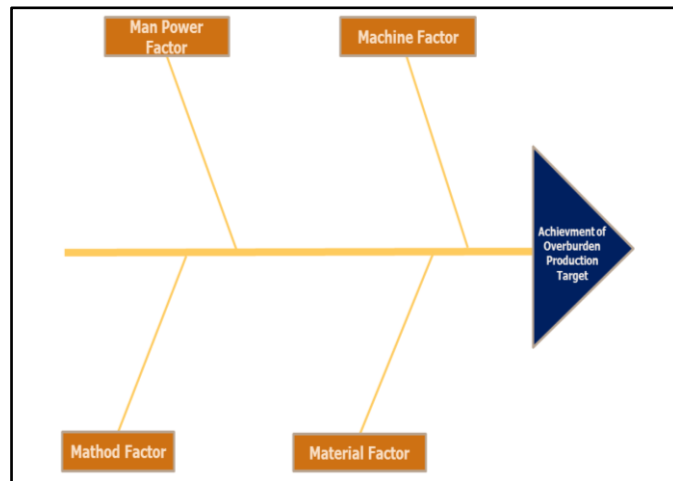 Man Power
Factor
Machine Factor
Achievment of
Overburden
Production
Target
Mathod Factor
Material Factor